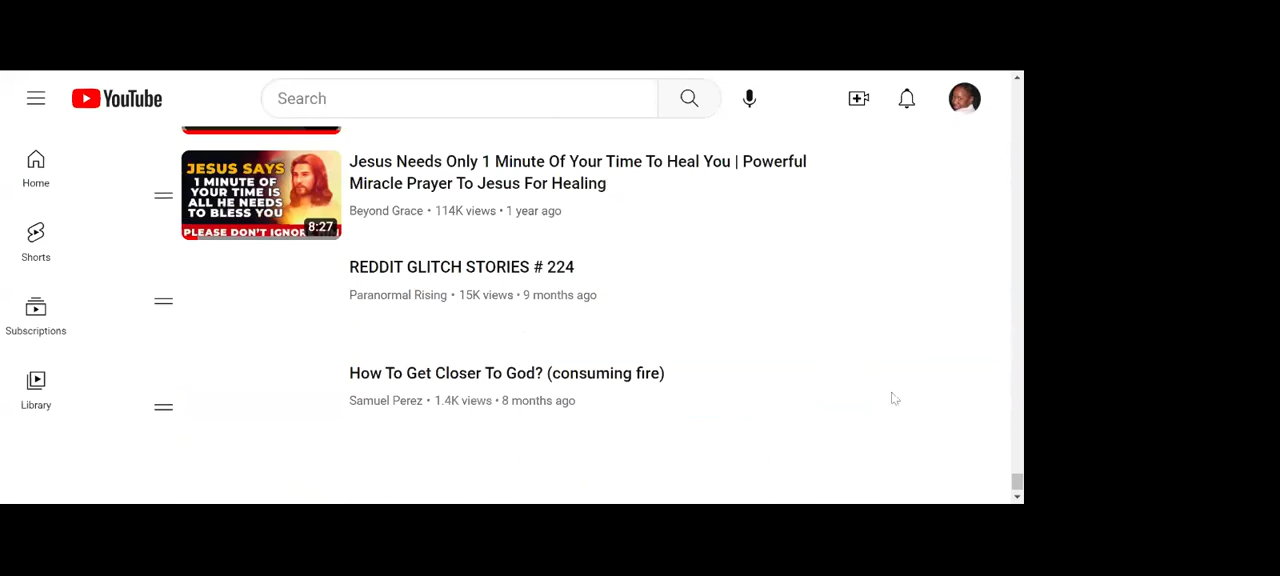 YouTube
Search
Home
Shorts
Subscriptions
Library
JESUS SAYS
1 MINUTE OF
YOUR TIME IS
ALL HE NEEDS
TO BLESS YOU
PLEASE DON'T
8:27
Jesus Needs Only 1 Minute Of Your Time To Heal You | Powerful
Miracle Prayer To Jesus For Healing
Beyond Grace • 114K views • 1 year ago
REDDIT GLITCH STORIES # 224
Paranormal Rising • 15K views • 9 months ago
How To Get Closer To God? (consuming fire)
Samuel Perez • 1.4K views • 8 months ago